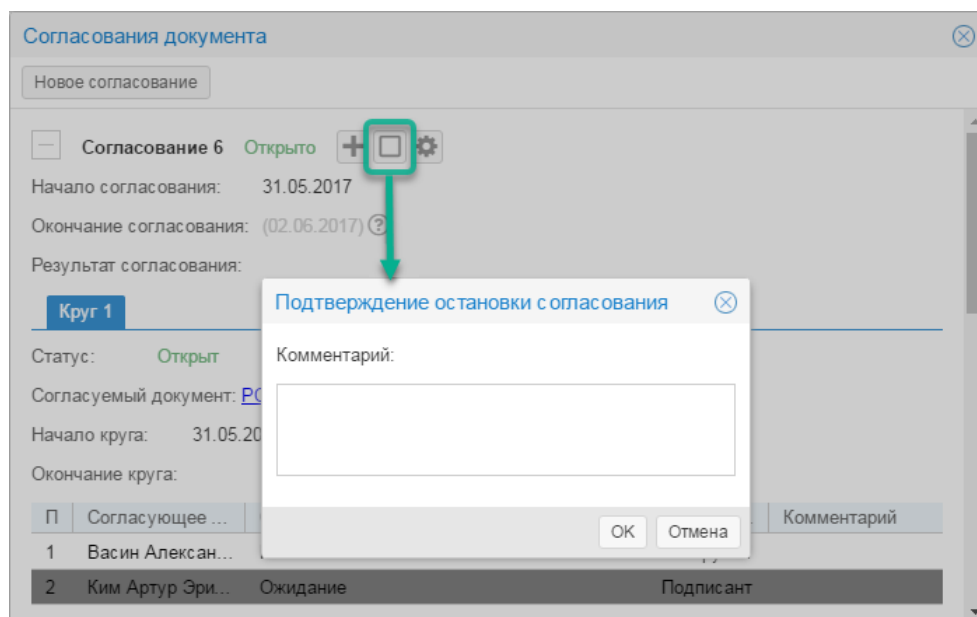 Согласования документа
Новое согласование
Согласование 6 Открыто
Начало согласования: 31.05.2017
Окончание согласования: (02.06.2017) ?
Результат согласования:
Круг 1
Статус: Открыт
Согласуемый документ:
Начало круга: 31.05.20
Окончание круга:
Подтверждение остановки согласования
Комментарий:
OK Отмена
П Согласующее ... Комментарий
1 Васин Алексан...
2 Ким Артур Эри... Ожидание Подписант